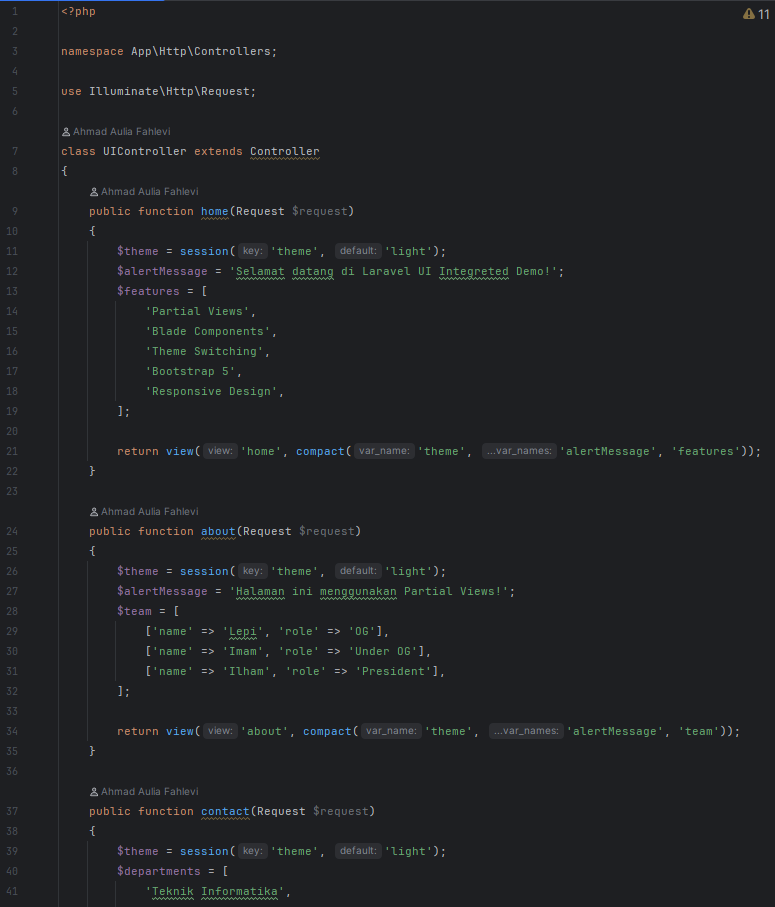 11
1 <?php
2
3 namespace App\Http\Controllers;
4
5 use Illuminate\Http\Request;
6
Ahmad Aulia Fahlevi
7 class UIController extends Controller
8 {
Ahmad Aulia Fahlevi
9 public function home(Request $request)
10 {
11 $theme = session( key: 'theme', default: 'light');
12 $alertMessage = 'Selamat datang di Laravel UI Integreted Demo!';
13 $features = [
14 'Partial Views',
15 'Blade Components',
16 'Theme Switching',
17 'Bootstrap 5',
18 'Responsive Design',
19 ];
20
21 return view( view: 'home', compact( var_name: 'theme', ...var_names: 'alertMessage', 'features'));
22 }
23
Ahmad Aulia Fahlevi
24 public function about(Request $request)
25 {
26 $theme = session( key: 'theme', default: 'light');
27 $alertMessage = 'Halaman ini menggunakan Partial Views!';
28 $team = [
29 ['name' => 'Lepi', 'role' => 'OG'],
30 ['name' => 'Imam', 'role' => 'Under OG'],
31 ['name' => 'Ilham', 'role' => 'President'],
32 ];
33
34 return view( view: 'about', compact( var_name: 'theme', ...var_names: 'alertMessage', 'team'));
35 }
36
Ahmad Aulia Fahlevi
37 public function contact(Request $request)
38 {
39 $theme = session( key: 'theme', default: 'light');
40 $departments = [
41 'Teknik Informatika',